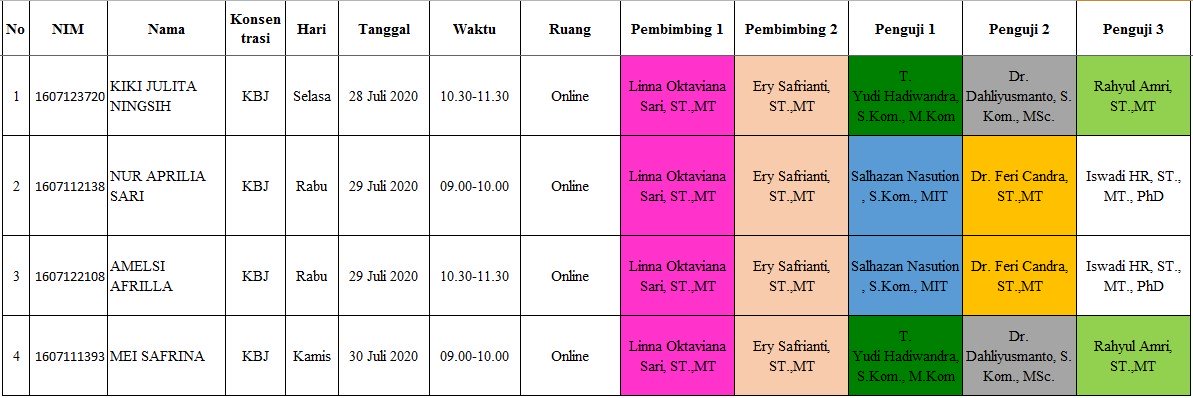 No NIM Nama Konsen trasi Hari Tanggal Waktu Ruang Pembimbing 1 Pembimbing 2 Penguji 1 Penguji 2 Penguji 3
1 1607123720 KIKI JULITA NINGSIH KBJ Selasa 28 Juli 2020 10.30-11.30 Online Linna Oktaviana Sari, ST.,MT Ery Safrianti, ST.,MT T. Yudi Hadiwandra, S.Kom., M.Kom Dr. Dahliyusmanto, S. Kom., MSc. Rahyul Amri, ST.,MT
2 1607112138 NUR APRILIA SARI KBJ Rabu 29 Juli 2020 09.00-10.00 Online Linna Oktaviana Sari, ST.,MT Ery Safrianti, ST.,MT Salhazan Nasution , S.Kom., MIT Dr. Feri Candra, ST.,MT Iswadi HR, ST., MT., PhD
3 1607122108 AMELSI AFRILLA KBJ Rabu 29 Juli 2020 10.30-11.30 Online Linna Oktaviana Sari, ST.,MT Ery Safrianti, ST.,MT Salhazan Nasution , S.Kom., MIT Dr. Feri Candra, ST.,MT Iswadi HR, ST., MT., PhD
4 1607111393 MEI SAFRINA KBJ Kamis 30 Juli 2020 09.00-10.00 Online Linna Oktaviana Sari, ST.,MT Ery Safrianti, ST.,MT T. Yudi Hadiwandra, S.Kom., M.Kom Dr. Dahliyusmanto, S. Kom., MSc. Rahyul Amri, ST.,MT